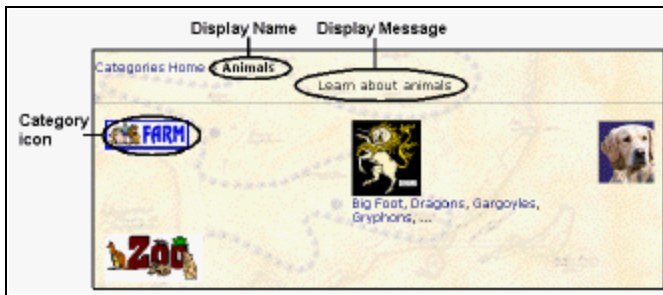 Display Name Display Message
Categories Home < Animals
Learn about animals
Category
icon
FARM
Big Foot, Dragons, Gargoyles,
Gryphons, ...
Zoo